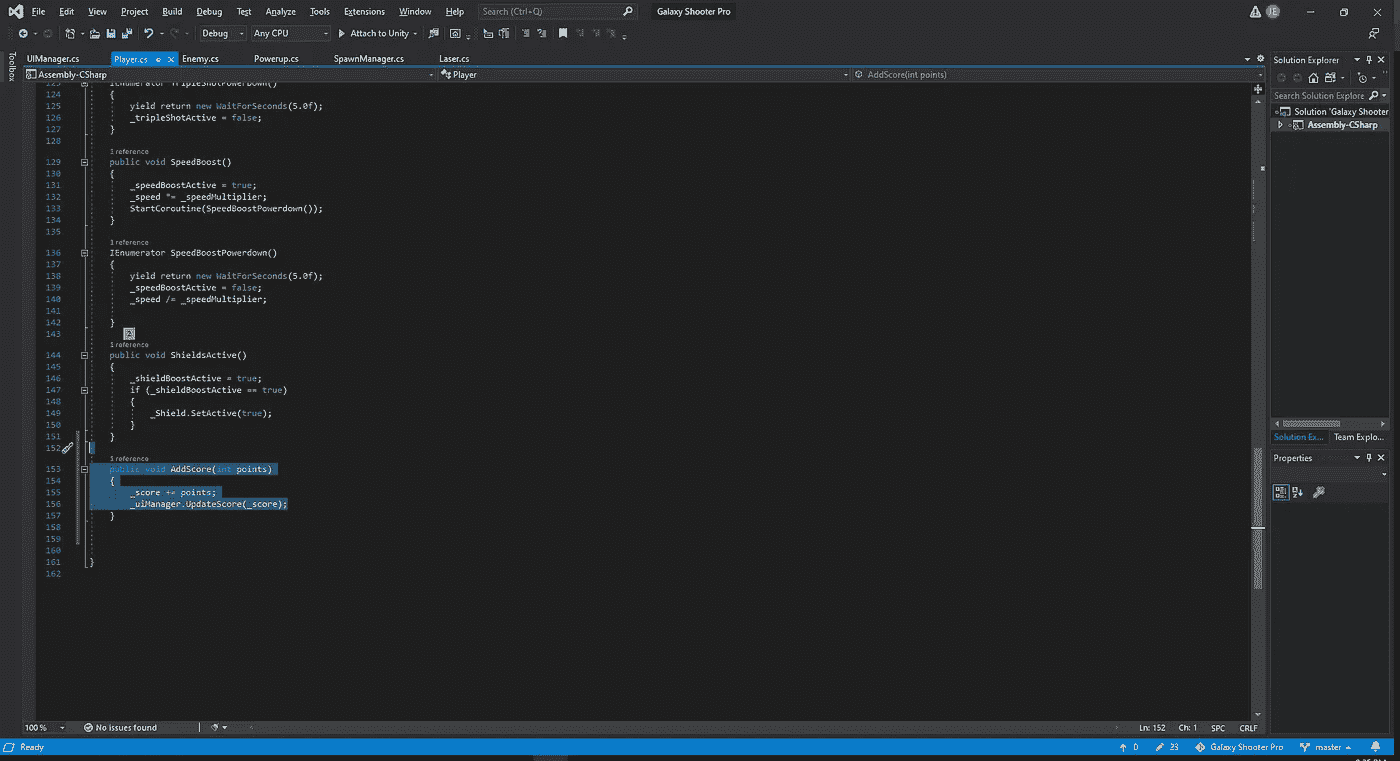 File Edit View Project Build Debug Test Analyze Tools Extensions Window Help Search (Ctrl+Q) Galaxy Shooter Pro IE
Debug Any CPU Attach to Unity
Toolbox
UIManager.cs Player.cs Enemy.cs Powerup.cs SpawnManager.cs Laser.cs
Assembly-CSharp Player AddScore(int points)
123 IEnumerator TripleShotPowerdown()
124 {
125 yield return new WaitForSeconds(5.0f);
126 _tripleShotActive = false;
127 }
128
1 reference
129 public void SpeedBoost()
130 {
131 _speedBoostActive = true;
132 _speed *= _speedMultiplier;
133 StartCoroutine(SpeedBoostPowerdown());
134 }
135
1 reference
136 IEnumerator SpeedBoostPowerdown()
137 {
138 yield return new WaitForSeconds(5.0f);
139 _speedBoostActive = false;
140 _speed /= _speedMultiplier;
141
142 }
143
1 reference
144 public void ShieldsActive()
145 {
146 _shieldBoostActive = true;
147 if (_shieldBoostActive == true)
148 {
149 _Shield.SetActive(true);
150 }
151 }
152
1 reference
153 public void AddScore(int points)
154 {
155 _score += points;
156 _uiManager.UpdateScore(_score);
157 }
158
159
160
161 }
162
Solution Explorer
Search Solution Explore
Solution 'Galaxy Shooter
Assembly-CSharp
Solution Ex... Team Explo...
Properties
100 % No issues found Ln: 152 Ch: 1 SPC CRLF
Ready 0 23 Galaxy Shooter Pro master